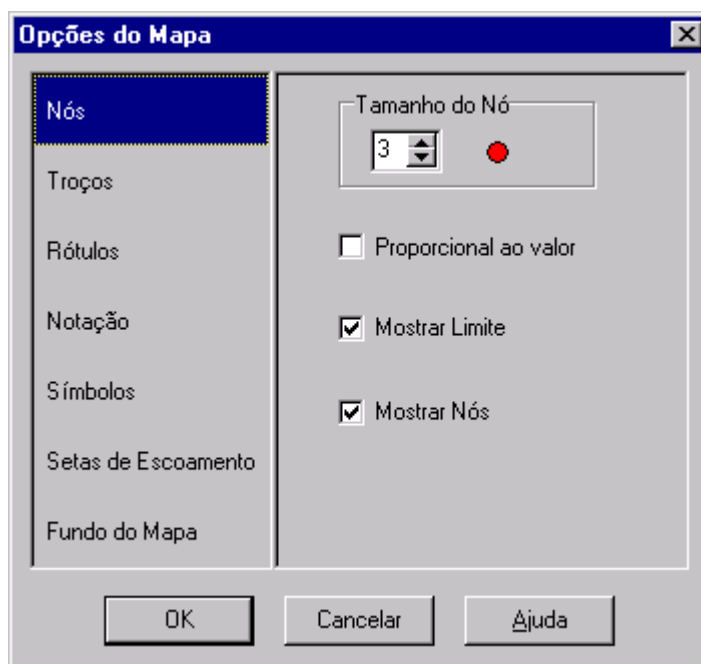 Opções do Mapa
Nós
Troços
Rótulos
Notação
Símbolos
Setas de Escoamento
Fundo do Mapa
Tamanho do Nó
3
Proporcional ao valor
Mostrar Limite
Mostrar Nós
OK
Cancelar
Ajuda